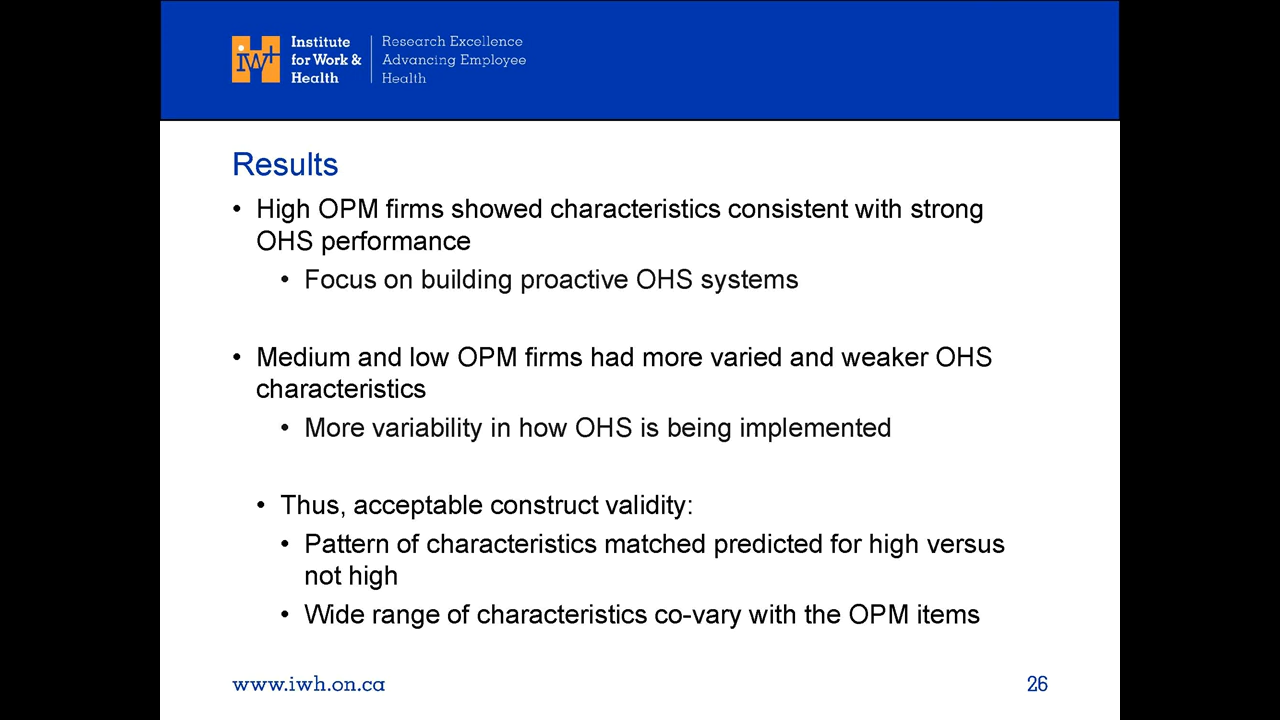 iw+
Institute
for Work &
Health
Research Excellence
Advancing Employee
Health
Results
• High OPM firms showed characteristics consistent with strong
OHS performance
• Focus on building proactive OHS systems
• Medium and low OPM firms had more varied and weaker OHS
characteristics
• More variability in how OHS is being implemented
• Thus, acceptable construct validity:
• Pattern of characteristics matched predicted for high versus
not high
• Wide range of characteristics co-vary with the OPM items
www.iwh.on.ca
26